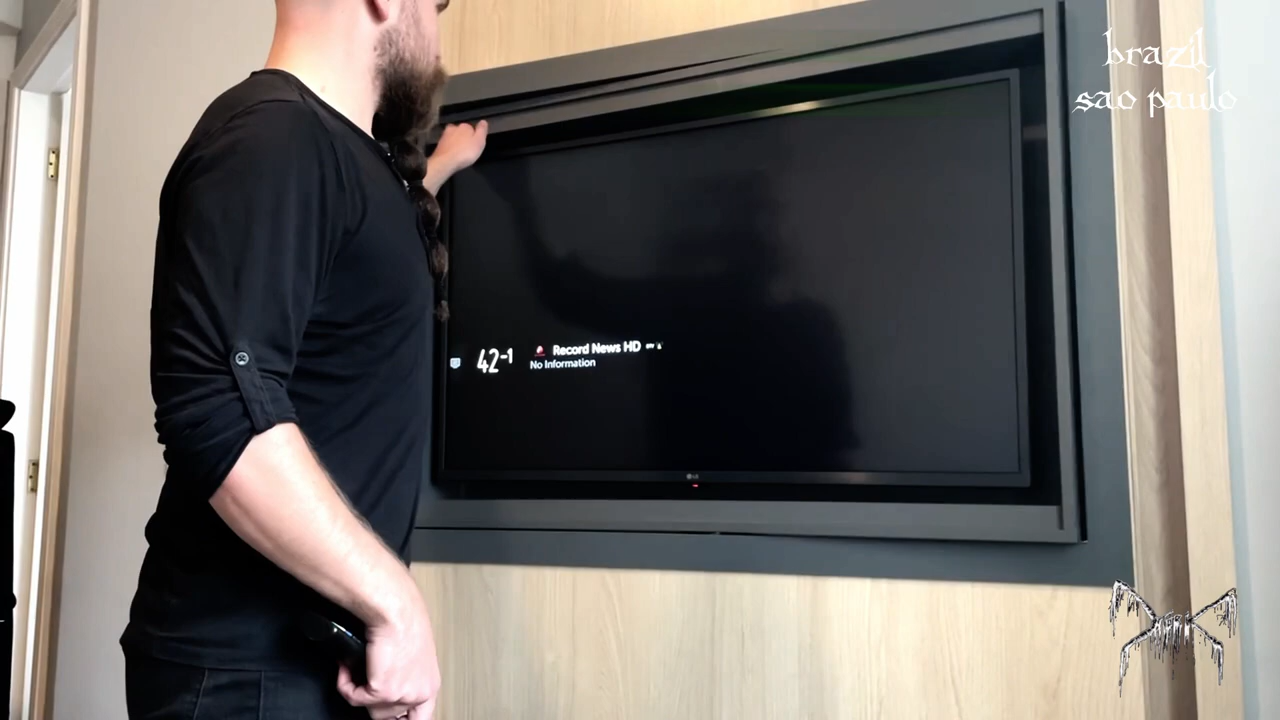 brazil
sao paulo
42-1
Record News HD
No Information
LG